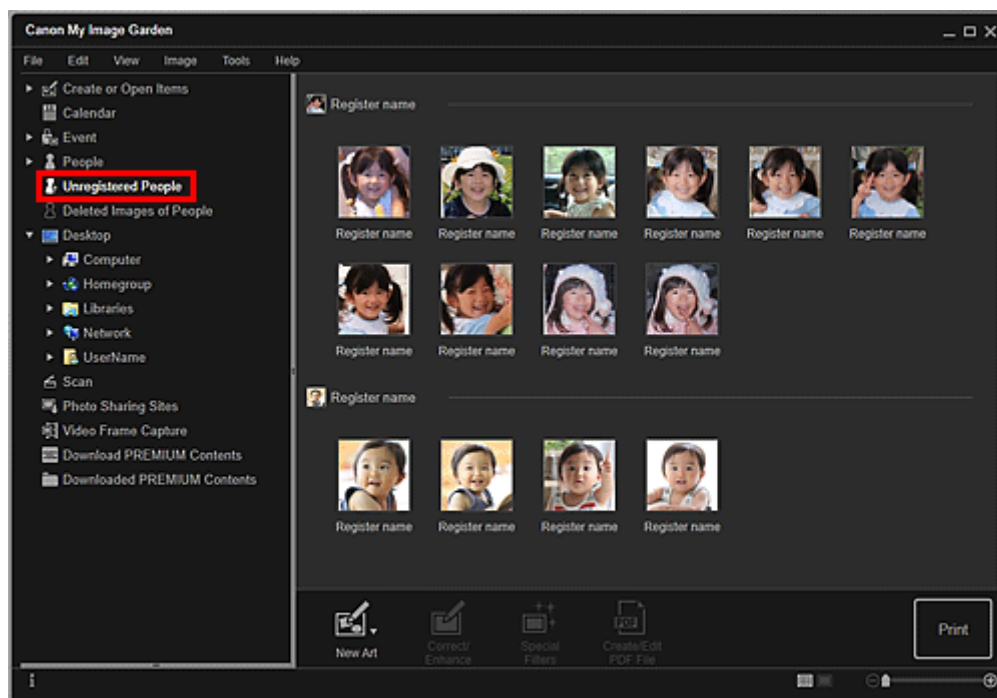 Canon My Image Garden
File Edit View Image Tools Help
Create or Open Items
Calendar
Event
People
Unregistered People
Deleted Images of People
Desktop
Computer
Homegroup
Libraries
Network
UserName
Scan
Photo Sharing Sites
Video Frame Capture
Download PREMIUM Contents
Downloaded PREMIUM Contents
Register name
Register name Register name Register name Register name Register name Register name
Register name Register name Register name Register name
Register name
Register name Register name Register name Register name
New Art
Correct/
Enhance
Special
Filters
Create/Edit
PDF File
PDF
Print